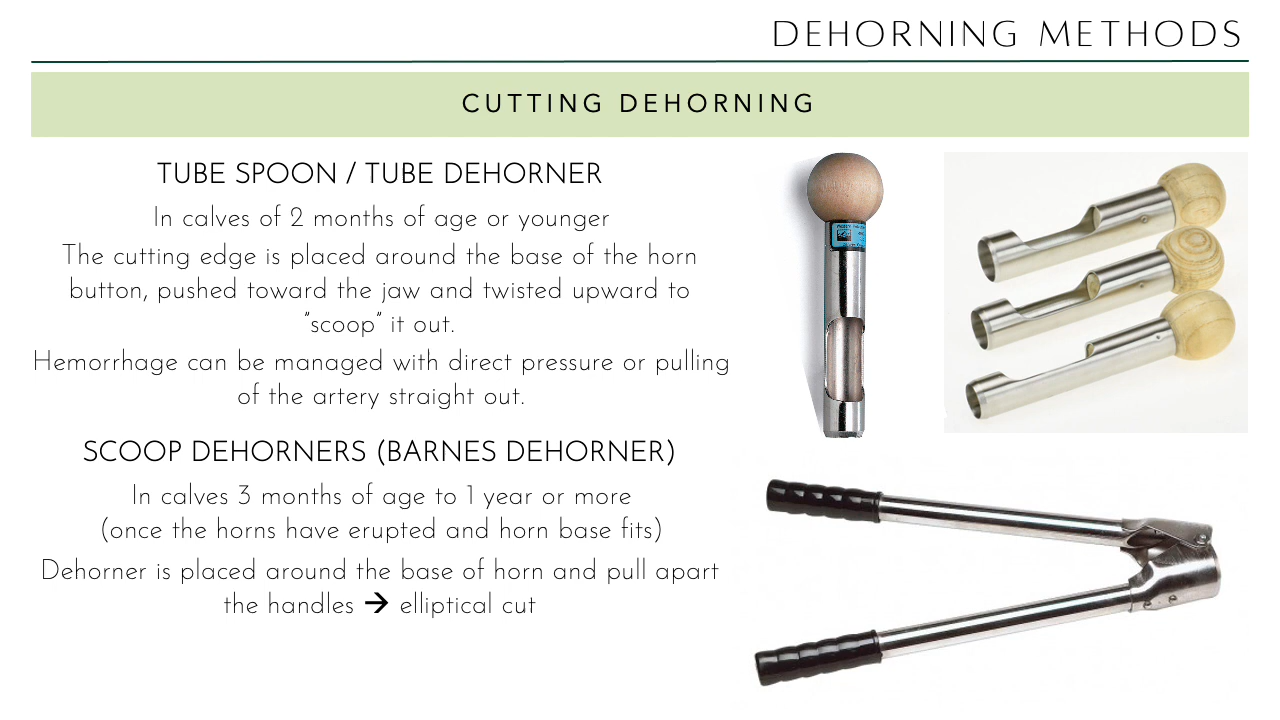 DEHORNING METHODS
CUTTING DEHORNING
TUBE SPOON / TUBE DEHORNER
In calves of 2 months of age or younger
The cutting edge is placed around the base of the horn
button, pushed toward the jaw and twisted upward to
"scoop" it out.
Hemorrhage can be managed with direct pressure or pulling
of the artery straight out.
SCOOP DEHORNERS (BARNES DEHORNER)
In calves 3 months of age to 1 year or more
(once the horns have erupted and horn base fits)
Dehorner is placed around the base of horn and pull apart
the handles → elliptical cut